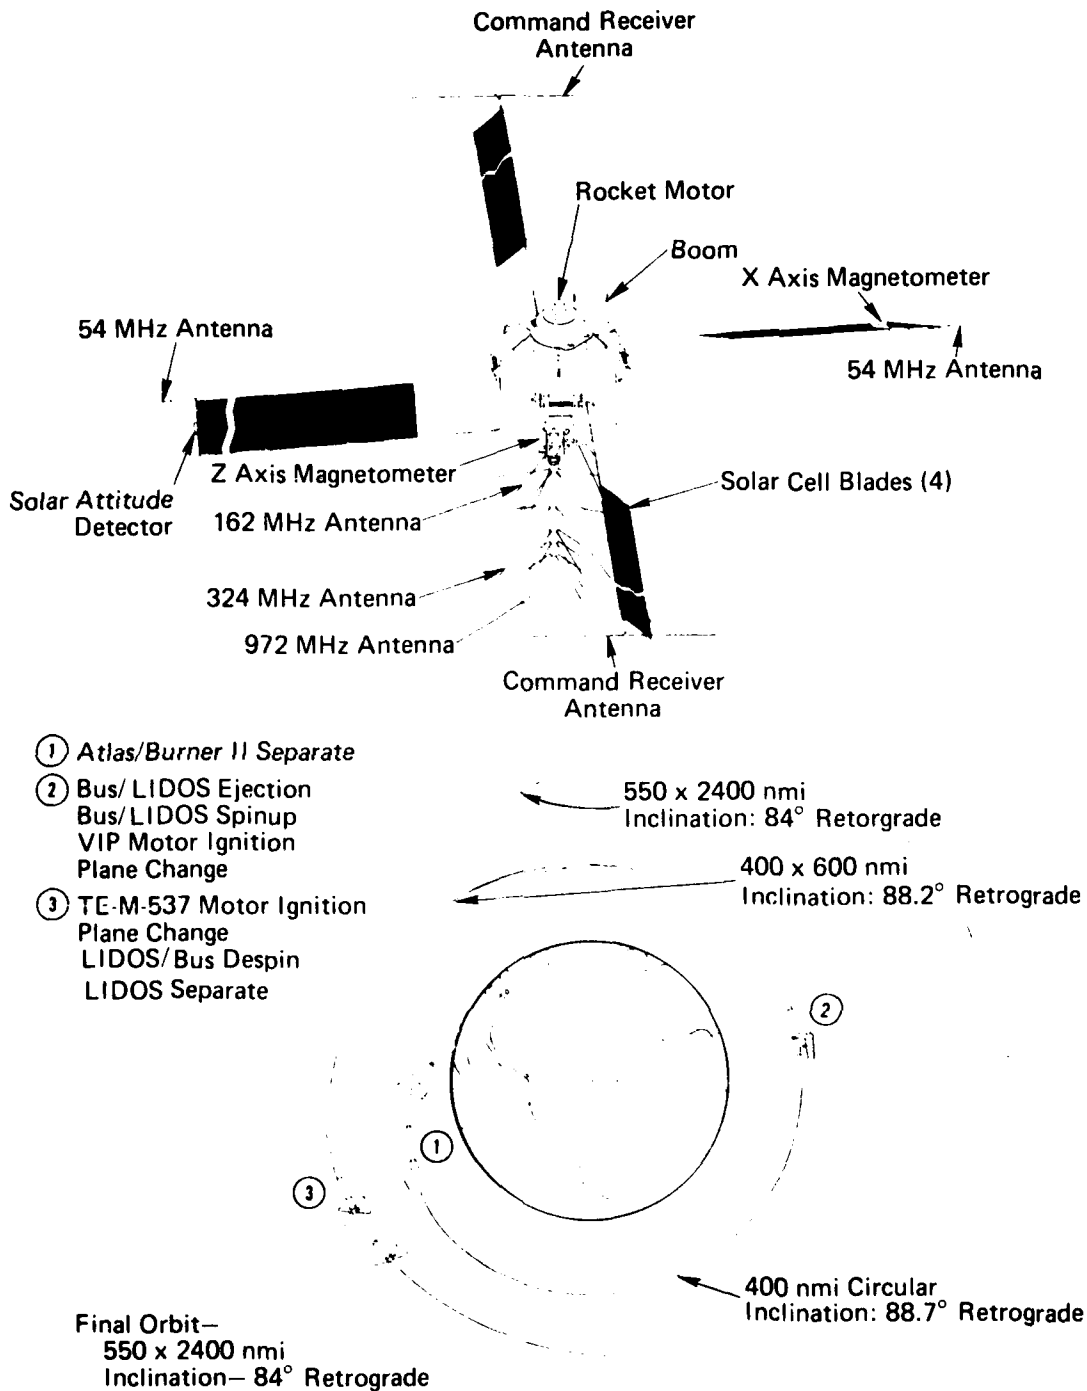 Command Receiver
Antenna
Rocket Motor
Boom
X Axis Magnetometer
54 MHz Antenna
54 MHz Antenna
Z Axis Magnetometer
Solar Attitude
Detector
Solar Cell Blades (4)
162 MHz Antenna
324 MHz Antenna
972 MHz Antenna
Command Receiver
Antenna
1 Atlas/Burner II Separate
2 Bus/LIDOS Ejection
Bus/LIDOS Spinup
VIP Motor Ignition
Plane Change
3 TE-M-537 Motor Ignition
Plane Change
LIDOS/Bus Despin
LIDOS Separate
550 x 2400 nmi
Inclination: 84° Retorgrade
400 x 600 nmi
Inclination: 88.2° Retrograde
2
1
3
400 nmi Circular
Inclination: 88.7° Retrograde
Final Orbit—
550 x 2400 nmi
Inclination— 84° Retrograde